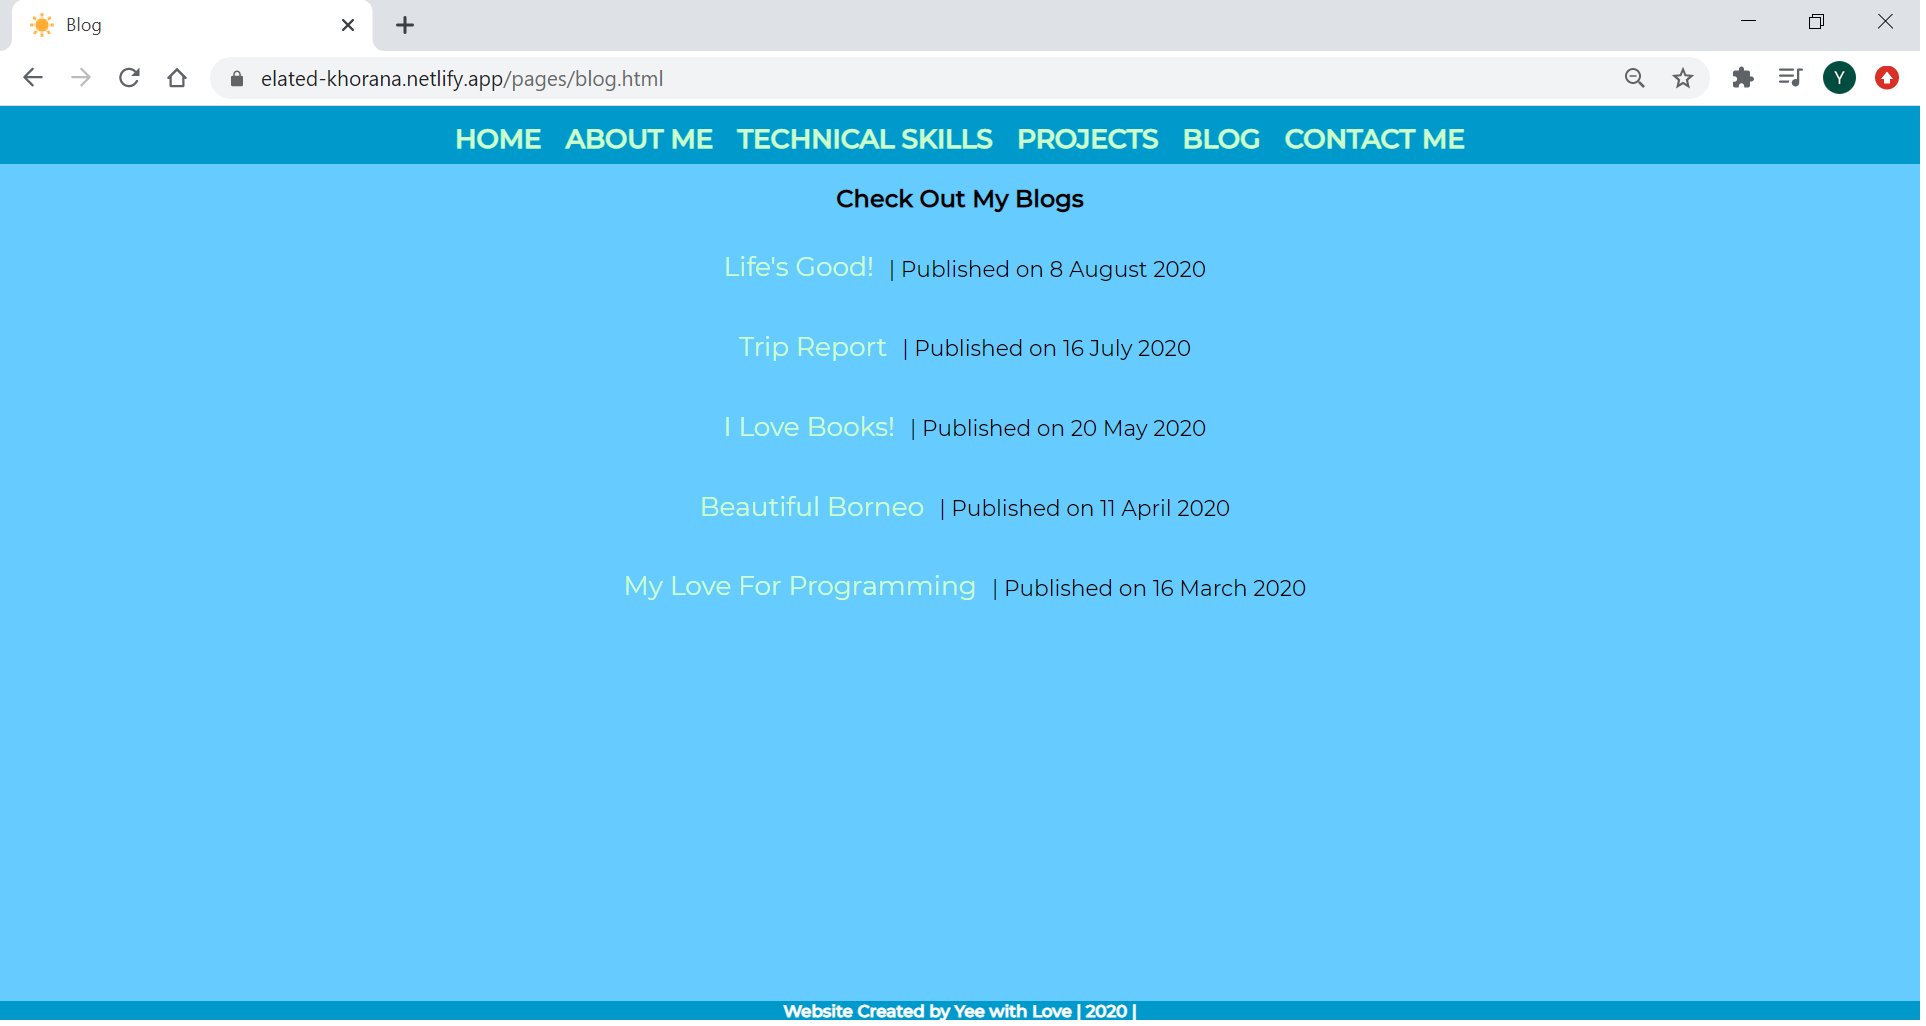 Blog
elated-khorana.netlify.app/pages/blog.html
Y
HOME ABOUT ME TECHNICAL SKILLS PROJECTS BLOG CONTACT ME
Check Out My Blogs
Life's Good! | Published on 8 August 2020
Trip Report | Published on 16 July 2020
I Love Books! | Published on 20 May 2020
Beautiful Borneo | Published on 11 April 2020
My Love For Programming | Published on 16 March 2020
Website Created by Yee with Love | 2020 |